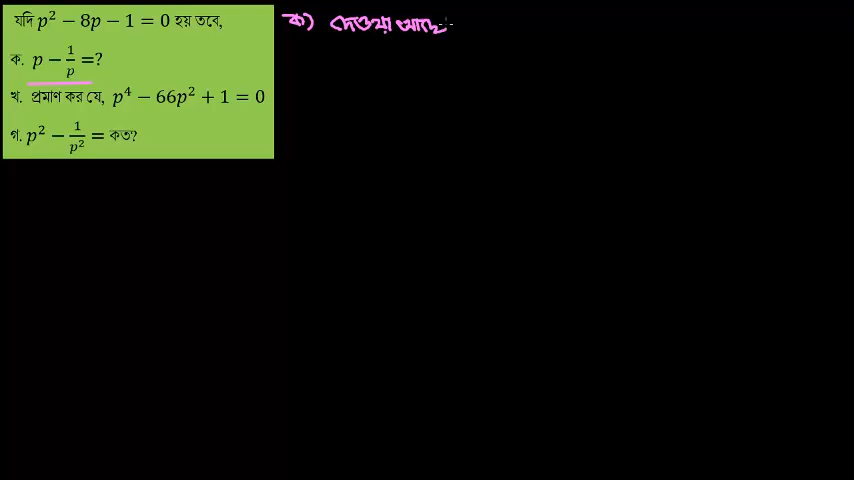 যদি p² − 8p − 1 = 0 হয় তবে,
ক. p − 1/p =?
খ. প্রমাণ কর যে, p⁴ − 66p² + 1 = 0
গ. p² − 1/p² = কত?
ক) দেওয়া আছে